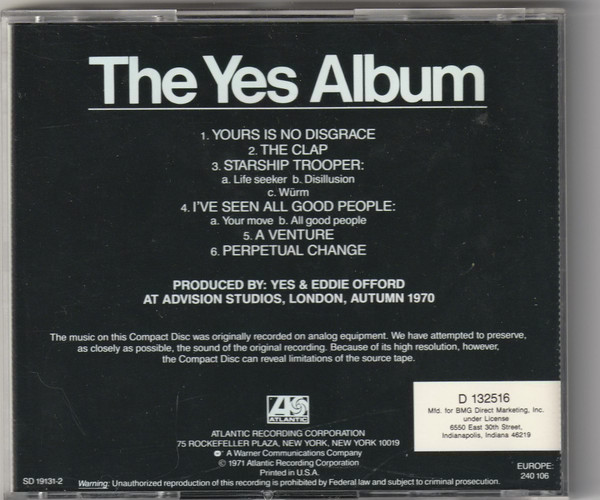 The Yes Album
1. YOURS IS NO DISGRACE
2. THE CLAP
3. STARSHIP TROOPER:
a. Life seeker b. Disillusion
c. Würm
4. I'VE SEEN ALL GOOD PEOPLE:
a. Your move b. All good people
5. A VENTURE
6. PERPETUAL CHANGE
PRODUCED BY: YES & EDDIE OFFORD
AT ADVISION STUDIOS, LONDON, AUTUMN 1970
The music on this Compact Disc was originally recorded on analog equipment. We have attempted to preserve,
as closely as possible, the sound of the original recording. Because of its high resolution, however,
the Compact Disc can reveal limitations of the source tape.
ATLANTIC
ATLANTIC RECORDING CORPORATION
75 ROCKEFELLER PLAZA, NEW YORK, NEW YORK 10019
A Warner Communications Company
© 1971 Atlantic Recording Corporation
Printed in U.S.A.
D 132516
Mfd. for BMG Direct Marketing, Inc.
under License
6550 East 30th Street,
Indianapolis, Indiana 46219
EUROPE:
240 106
SD 19131-2
Warning: Unauthorized reproduction of this recording is prohibited by Federal law and subject to criminal prosecution.